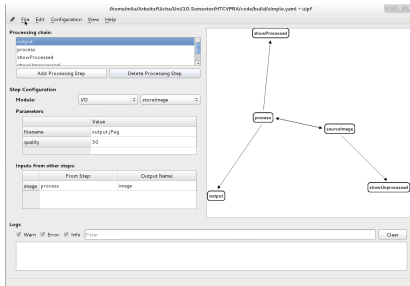 /home/mila/Arbeitsfläche/Uni/10.Semester/HTCVPRA/code/build/simple.yaml - uipf
File Edit Configuration View Help
Processing chain:
output
process
showProcessed
showUnprocessed
Add Processing Step
Delete Processing Step
Step Configuration
Module: I/O storeImage
Parameters
Value
filename output.jpeg
quality
Inputs from other steps:
From Step: Output Name:
image process image
showProcessed
process
sourceImage
output
showUnprocessed
Logs
Warn Error Info Filter Clear